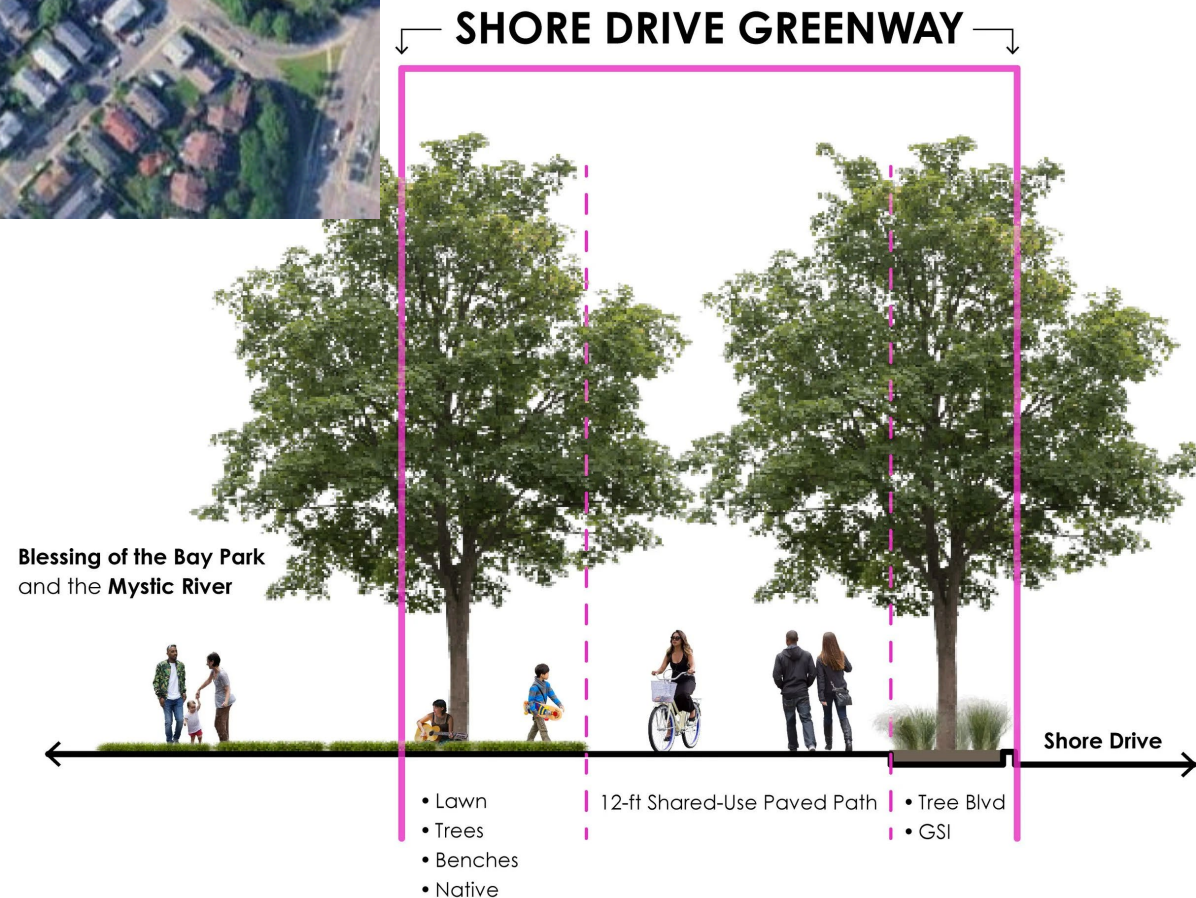 SHORE DRIVE GREENWAY
Blessing of the Bay Park
and the Mystic River
Shore Drive
• Lawn
• Trees
• Benches
• Native
12-ft Shared-Use Paved Path
• Tree Blvd
• GSI